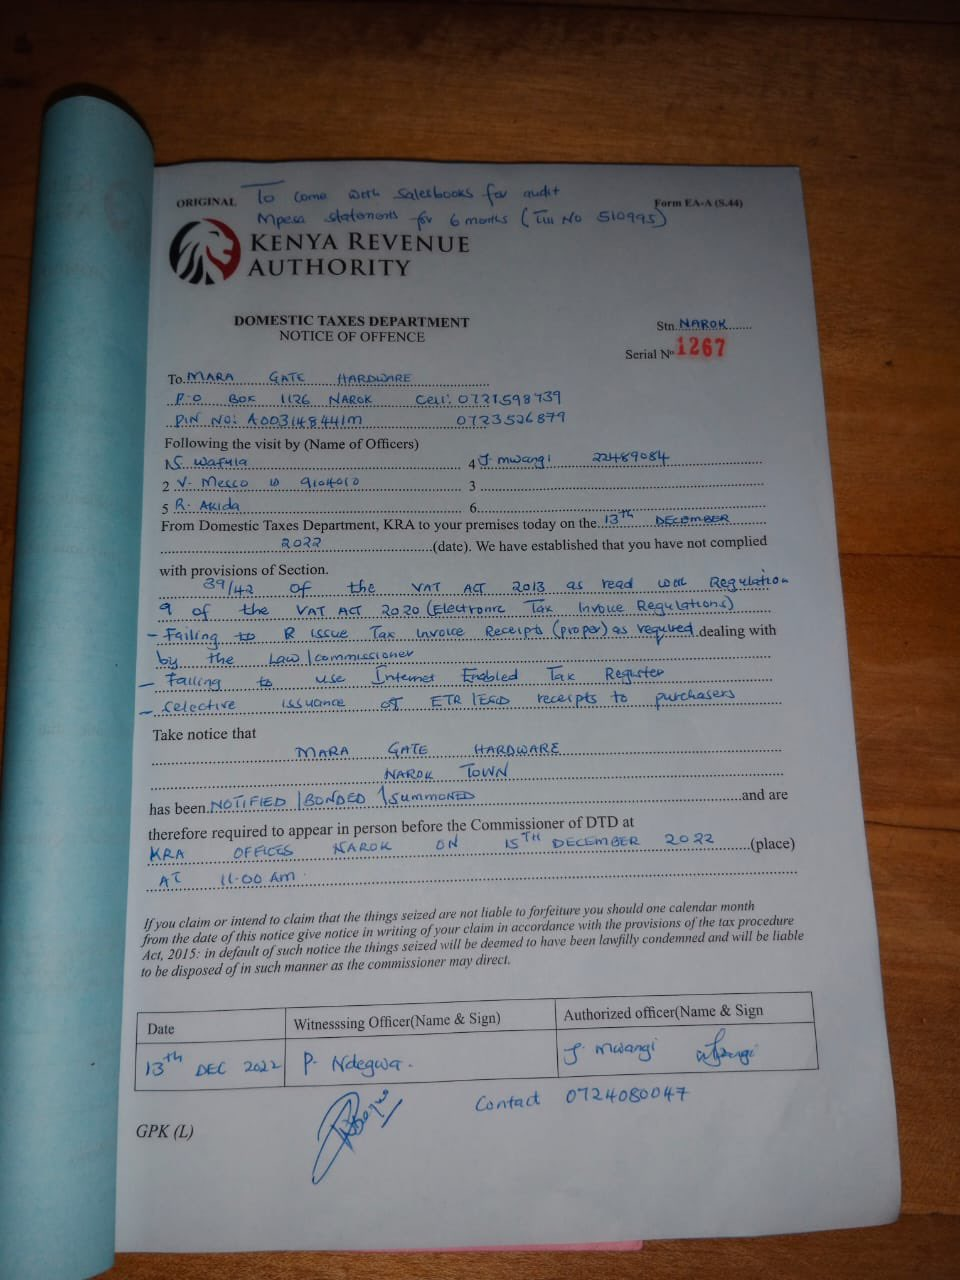 To come with Salesbooks for audit
ORIGINAL
Form EA-A (S.44)
Mpesa statements for 6 months (Till No 510995)
KENYA REVENUE
AUTHORITY
DOMESTIC TAXES DEPARTMENT
NOTICE OF OFFENCE
Stn. NAROK
Serial No 1267
To. MARA GATE HARDWARE
P.O BOX 1126 NAROK Cell: 0721598739
PIN NO: A003148441M 0723526879
Following the visit by (Name of Officers)
1 S. Wafula 4 J. Mwangi 22489084
2 V. Mesco ID 9104010 3
5 R. Akida 6
From Domestic Taxes Department, KRA to your premises today on the 13th DECEMBER
2022 (date). We have established that you have not complied
with provisions of Section.
39/42 of the VAT ACT 2013 as read with Regulation
9 of the VAT ACT 2020 (Electronic Tax Invoice Regulations)
- Failing to R issue Tax Invoice Receipts (proper) as required dealing with
by the Law/commissioner
- Failing to use Internet Enabled Tax Register
- Selective issuance of ETR/ESD receipts to purchasers
Take notice that
MARA GATE HARDWARE
NAROK TOWN
has been NOTIFIED/BONDED/SUMMONED and are
therefore required to appear in person before the Commissioner of DTD at
KRA OFFICES NAROK ON 15TH DECEMBER 2022 (place)
AT 11.00 AM
If you claim or intend to claim that the things seized are not liable to forfeiture you should one calendar month
from the date of this notice give notice in writing of your claim in accordance with the provisions of the tax procedure
Act, 2015: in default of such notice the things seized will be deemed to have been lawfilly condemned and will be liable
to be disposed of in such manner as the commissioner may direct.
Date Witnesssing Officer(Name & Sign) Authorized officer(Name & Sign
13th DEC 2022 P. Ndegwa. J. Mwangi
Contact 0724080047
GPK (L)